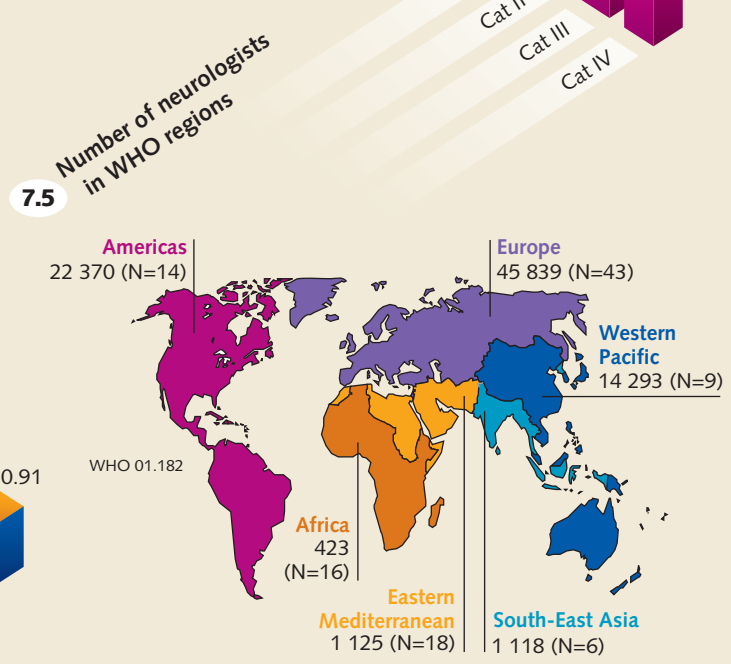 Cat II
Cat III
Cat IV
Number of neurologists
in WHO regions
7.5
Americas
22 370 (N=14)
Europe
45 839 (N=43)
Western
Pacific
14 293 (N=9)
WHO 01.182
0.91
Africa
423
(N=16)
Eastern
Mediterranean
1 125 (N=18)
South-East Asia
1 118 (N=6)